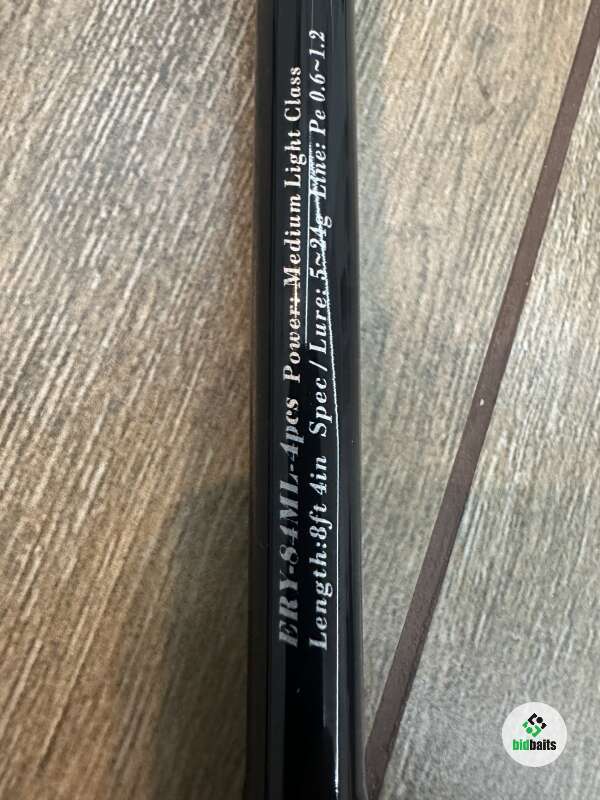 ERY-84ML-4pcs Power: Medium Light Class
Length:8ft 4in Spec / Lure: 5~24g Line: Pe 0.6~1.2
bidbaits